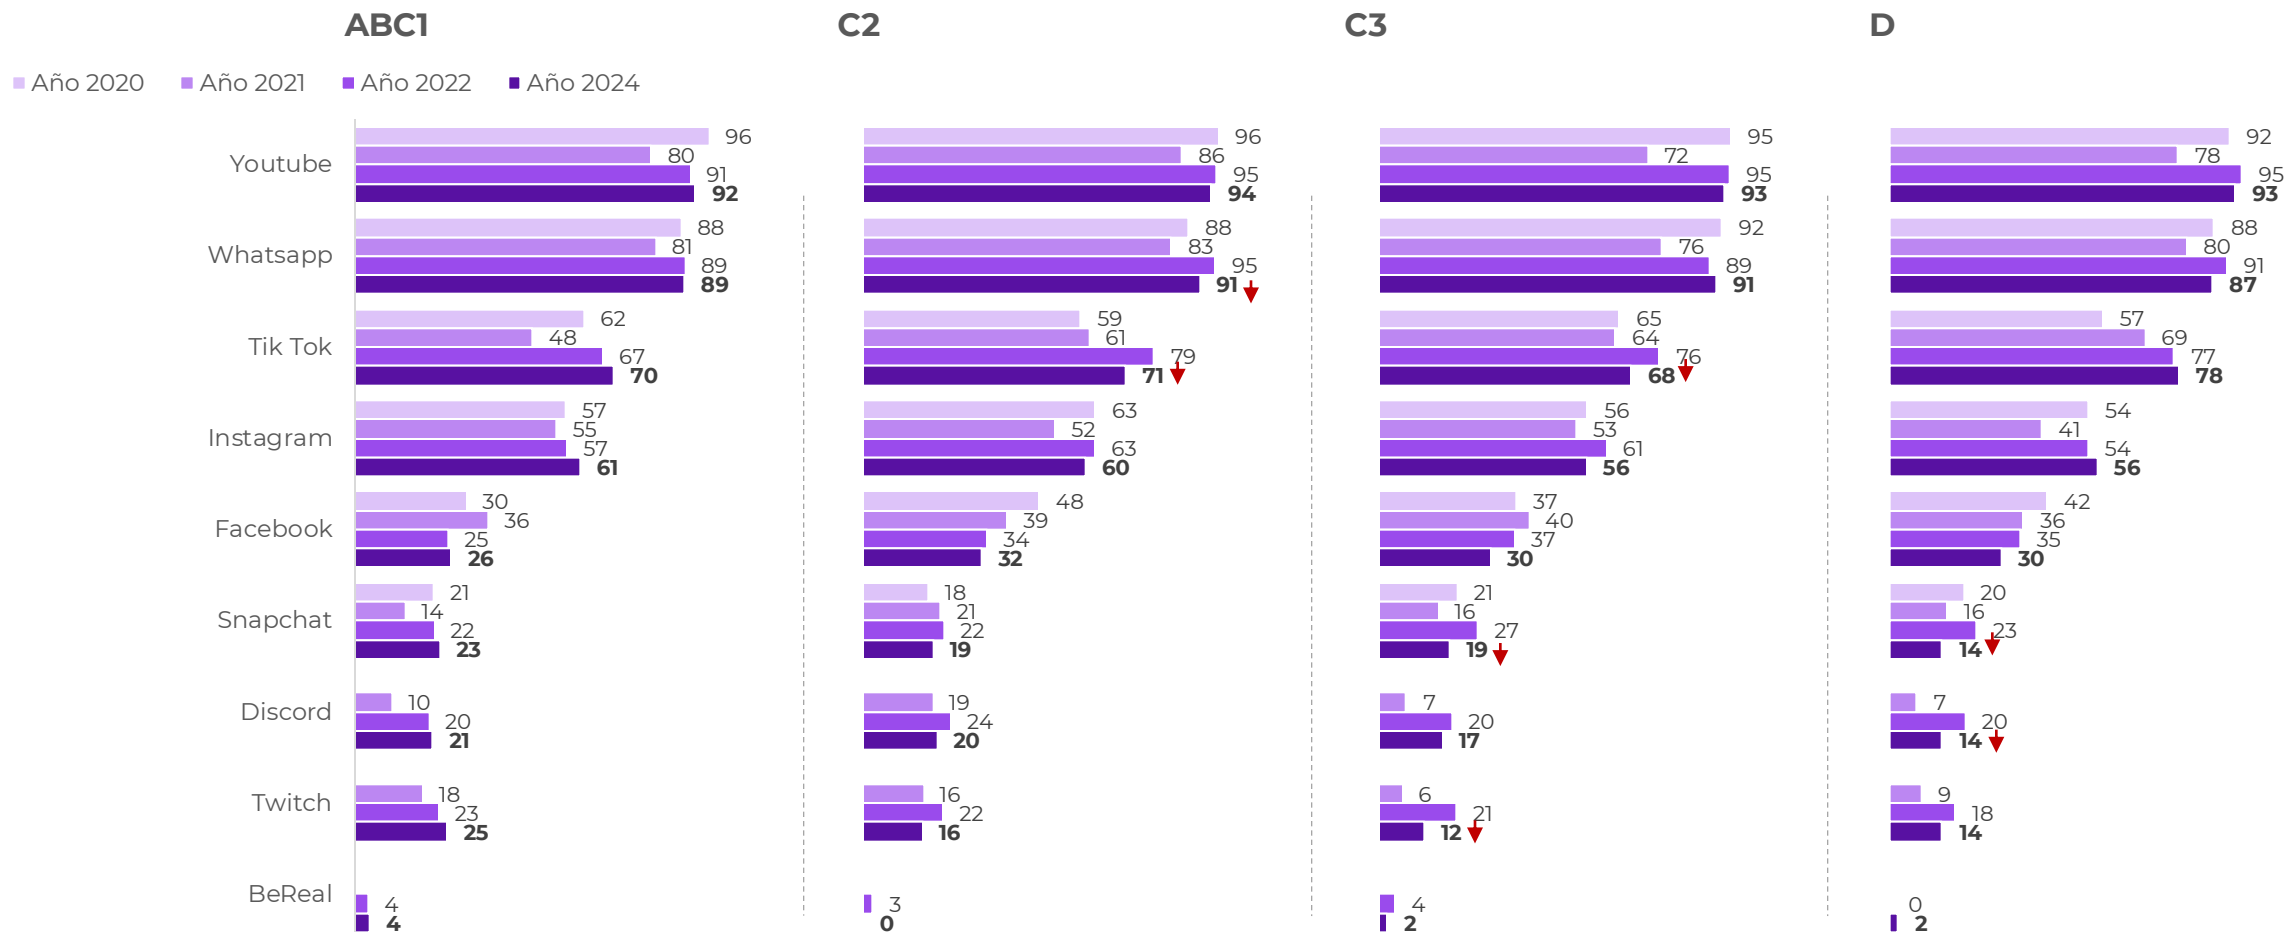 ABC1 C2 C3 D
Año 2020 Año 2021 Año 2022 Año 2024
96 96 95 92
Youtube
80 86 72 78
91 95 95 95
92 94 93 93
88 88 92 88
Whatsapp
81 83 76 80
89 95 89 91
89 91 91 87
62 59 65 57
Tik Tok
48 61 64 69
67 79 76 77
70 71 68 78
57 63 56 54
Instagram
55 52 53 41
57 63 61 54
61 60 56 56
30 48 37 42
Facebook
36 39 40 36
25 34 37 35
26 32 30 30
21 18 21 20
Snapchat
14 21 16 16
22 22 27 23
23 19 19 14
10 19 7 7
Discord
20 24 20 20
21 20 17 14
18 16 6 9
Twitch
23 22 21 18
25 16 12 14
BeReal
4 3 4 0
4 0 2 2